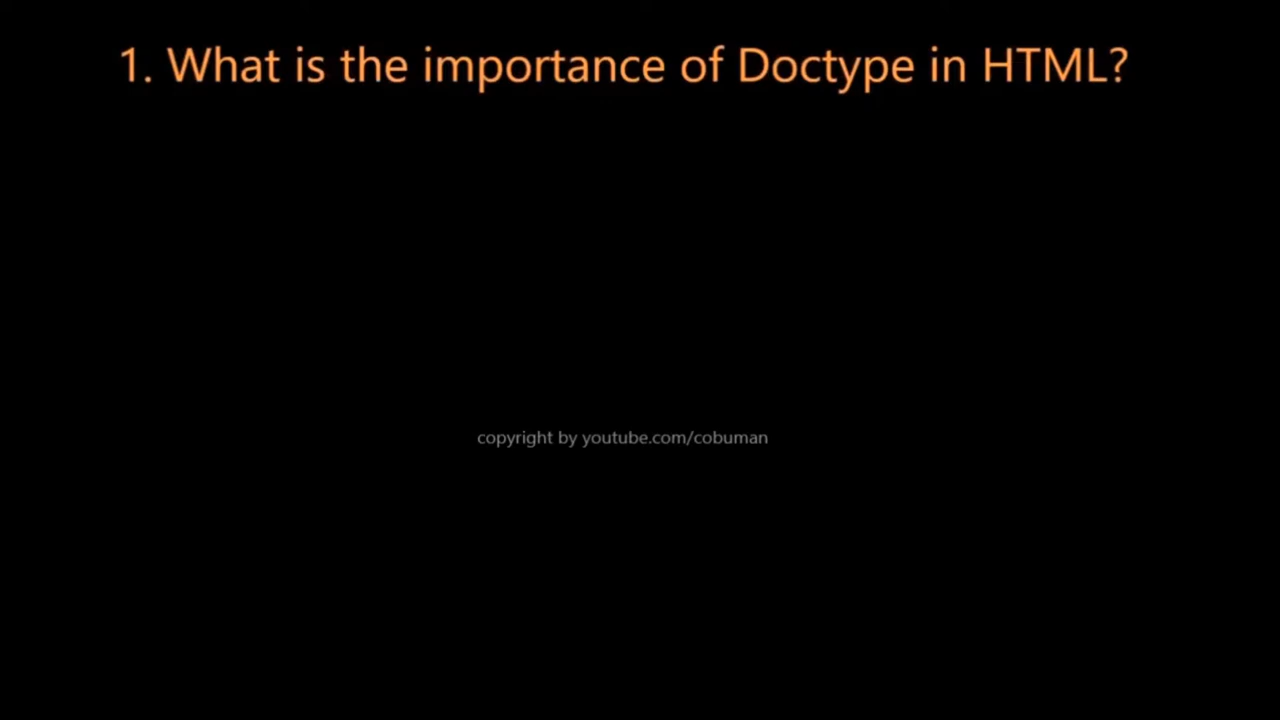 1. What is the importance of Doctype in HTML?
copyright by youtube.com/cobuman